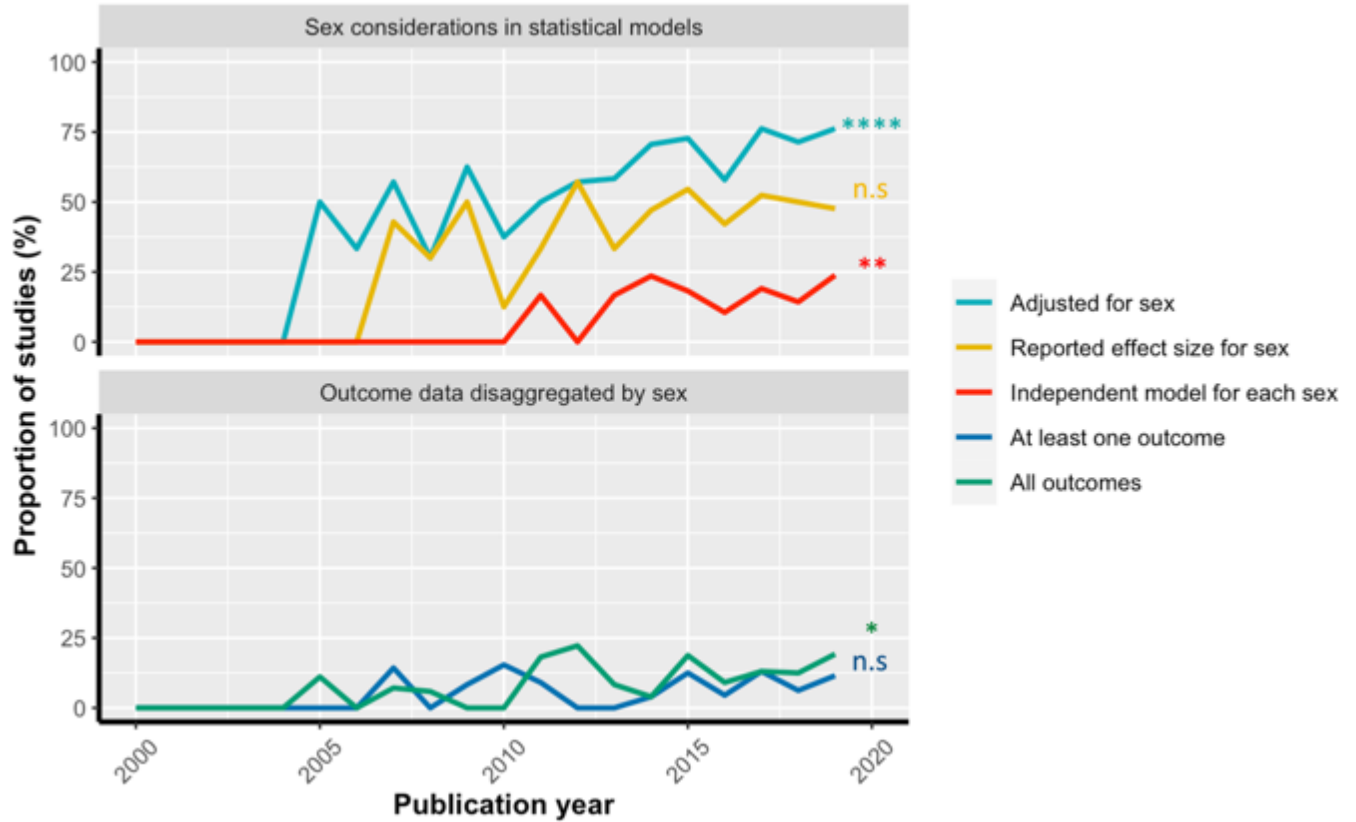 Sex considerations in statistical models
100
75
50
25
0
****
n.s
**
Outcome data disaggregated by sex
100
75
50
25
0
*
n.s
2000
2005
2010
2015
2020
Publication year
Proportion of studies (%)
Adjusted for sex
Reported effect size for sex
Independent model for each sex
At least one outcome
All outcomes